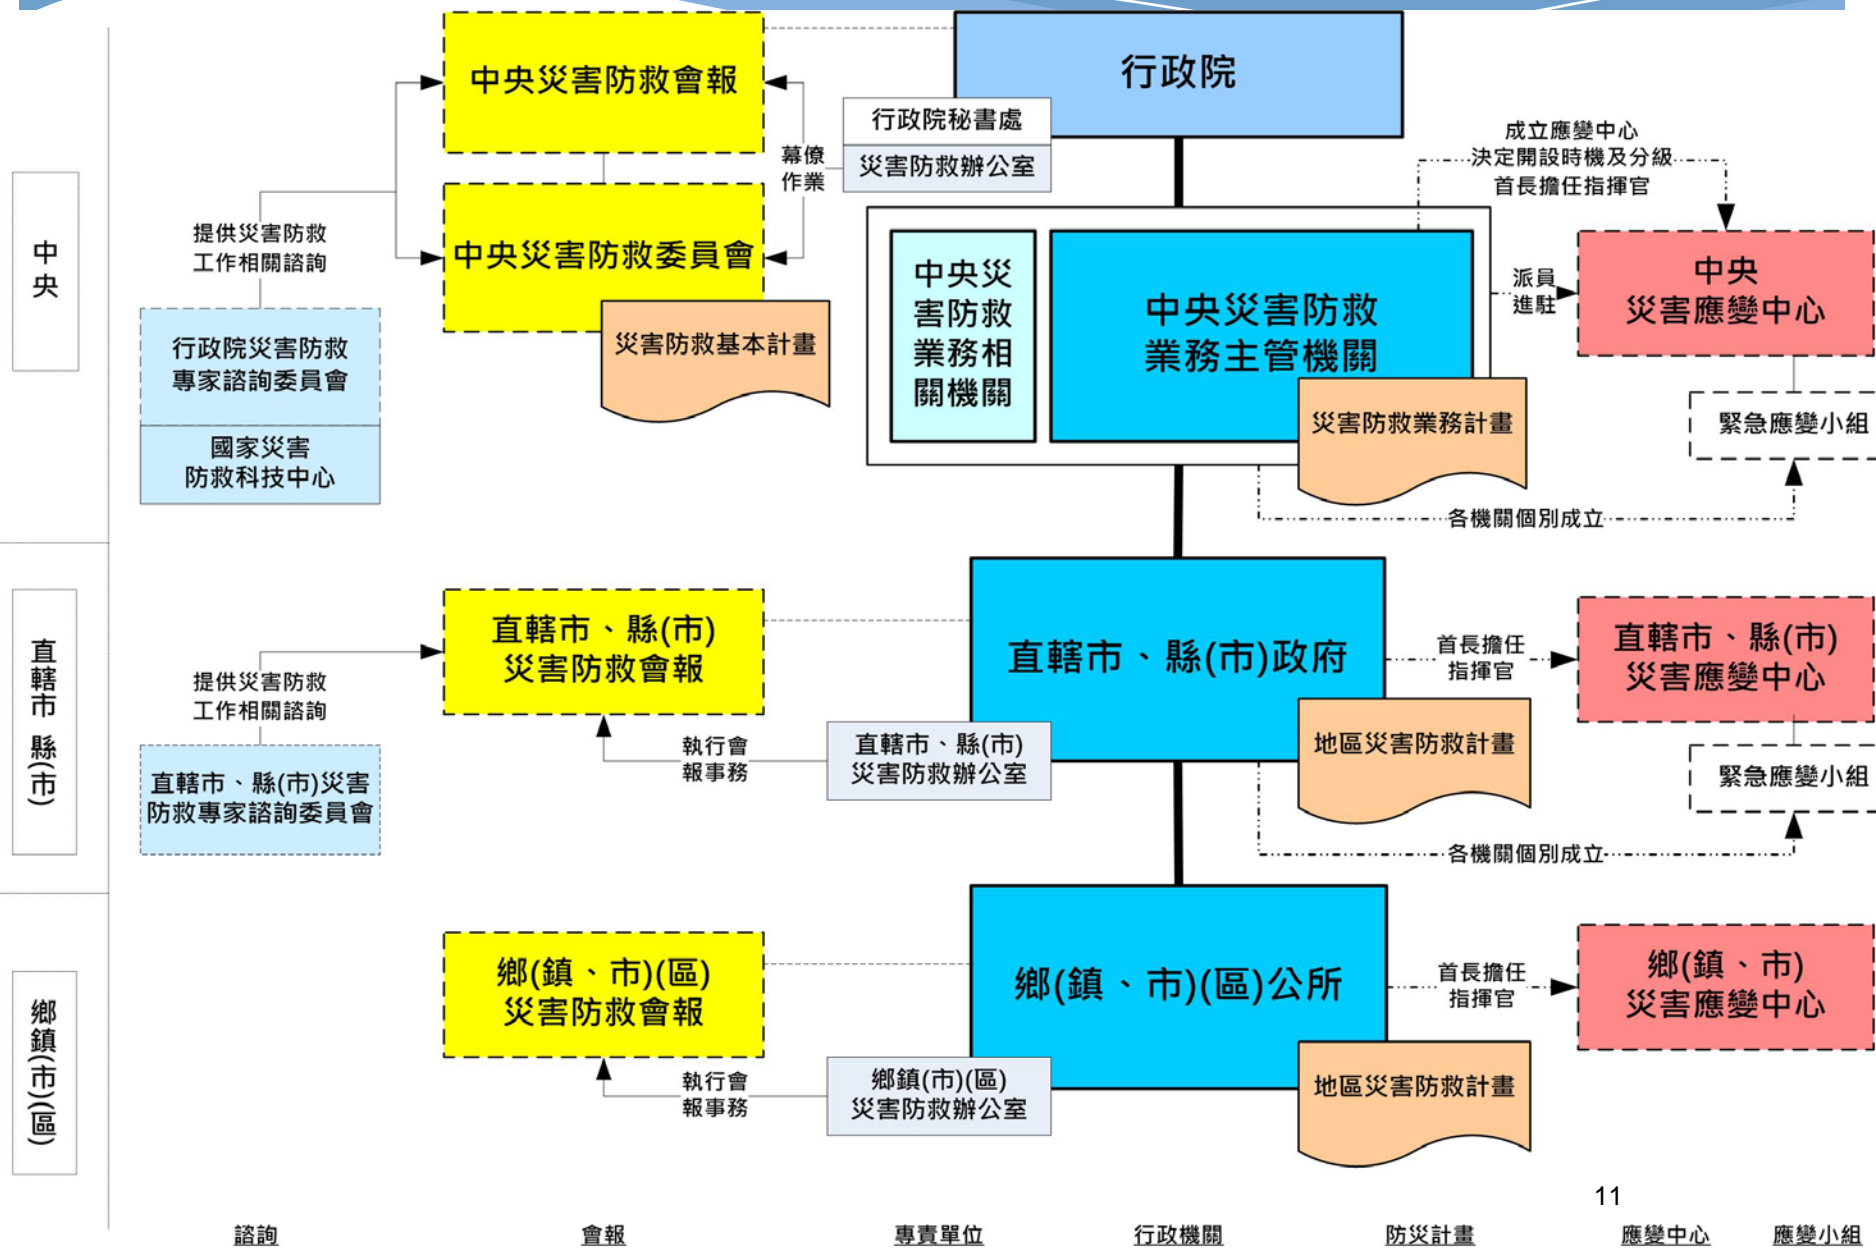 中央災害防救會報
行政院
行政院秘書處
災害防救辦公室
幕僚
作業
成立應變中心
決定開設時機及分級
首長擔任指揮官
中
央
提供災害防救
工作相關諮詢
中央災害防救委員會
災害防救基本計畫
中央災
害防救
業務相
關機關
中央災害防救
業務主管機關
災害防救業務計畫
派員
進駐
中央
災害應變中心
緊急應變小組
行政院災害防救
專家諮詢委員會
國家災害
防救科技中心
各機關個別成立
直轄市 縣(市)
提供災害防救
工作相關諮詢
直轄市、縣(市)災害
防救專家諮詢委員會
直轄市、縣(市)
災害防救會報
執行會
報事務
直轄市、縣(市)
災害防救辦公室
直轄市、縣(市)政府
地區災害防救計畫
首長擔任
指揮官
直轄市、縣(市)
災害應變中心
緊急應變小組
各機關個別成立
鄉鎮(市)(區)
鄉(鎮、市)(區)
災害防救會報
執行會
報事務
鄉鎮(市)(區)
災害防救辦公室
鄉(鎮、市)(區)公所
地區災害防救計畫
首長擔任
指揮官
鄉(鎮、市)
災害應變中心
11
諮詢
會報
專責單位
行政機關
防災計畫
應變中心
應變小組